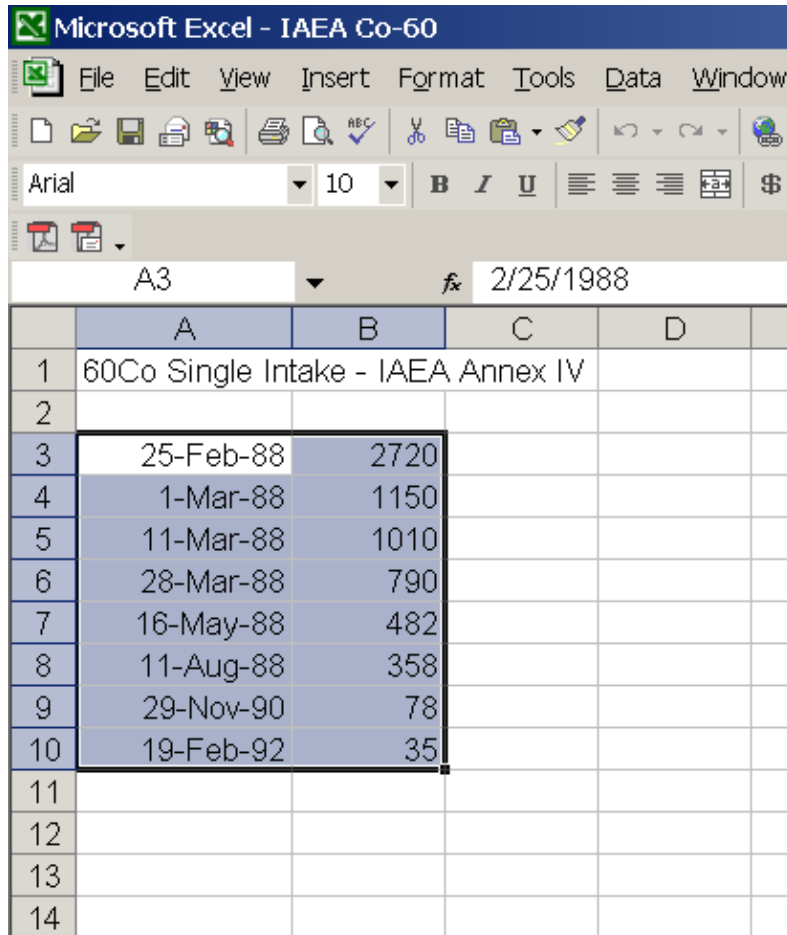 Microsoft Excel - IAEA Co-60
File Edit View Insert Format Tools Data Window
ABC
Arial 10 B I U a $
A3 fx 2/25/1988
A B C D
1 60Co Single Intake - IAEA Annex IV
2
3 25-Feb-88 2720
4 1-Mar-88 1150
5 11-Mar-88 1010
6 28-Mar-88 790
7 16-May-88 482
8 11-Aug-88 358
9 29-Nov-90 78
10 19-Feb-92 35
11
12
13
14